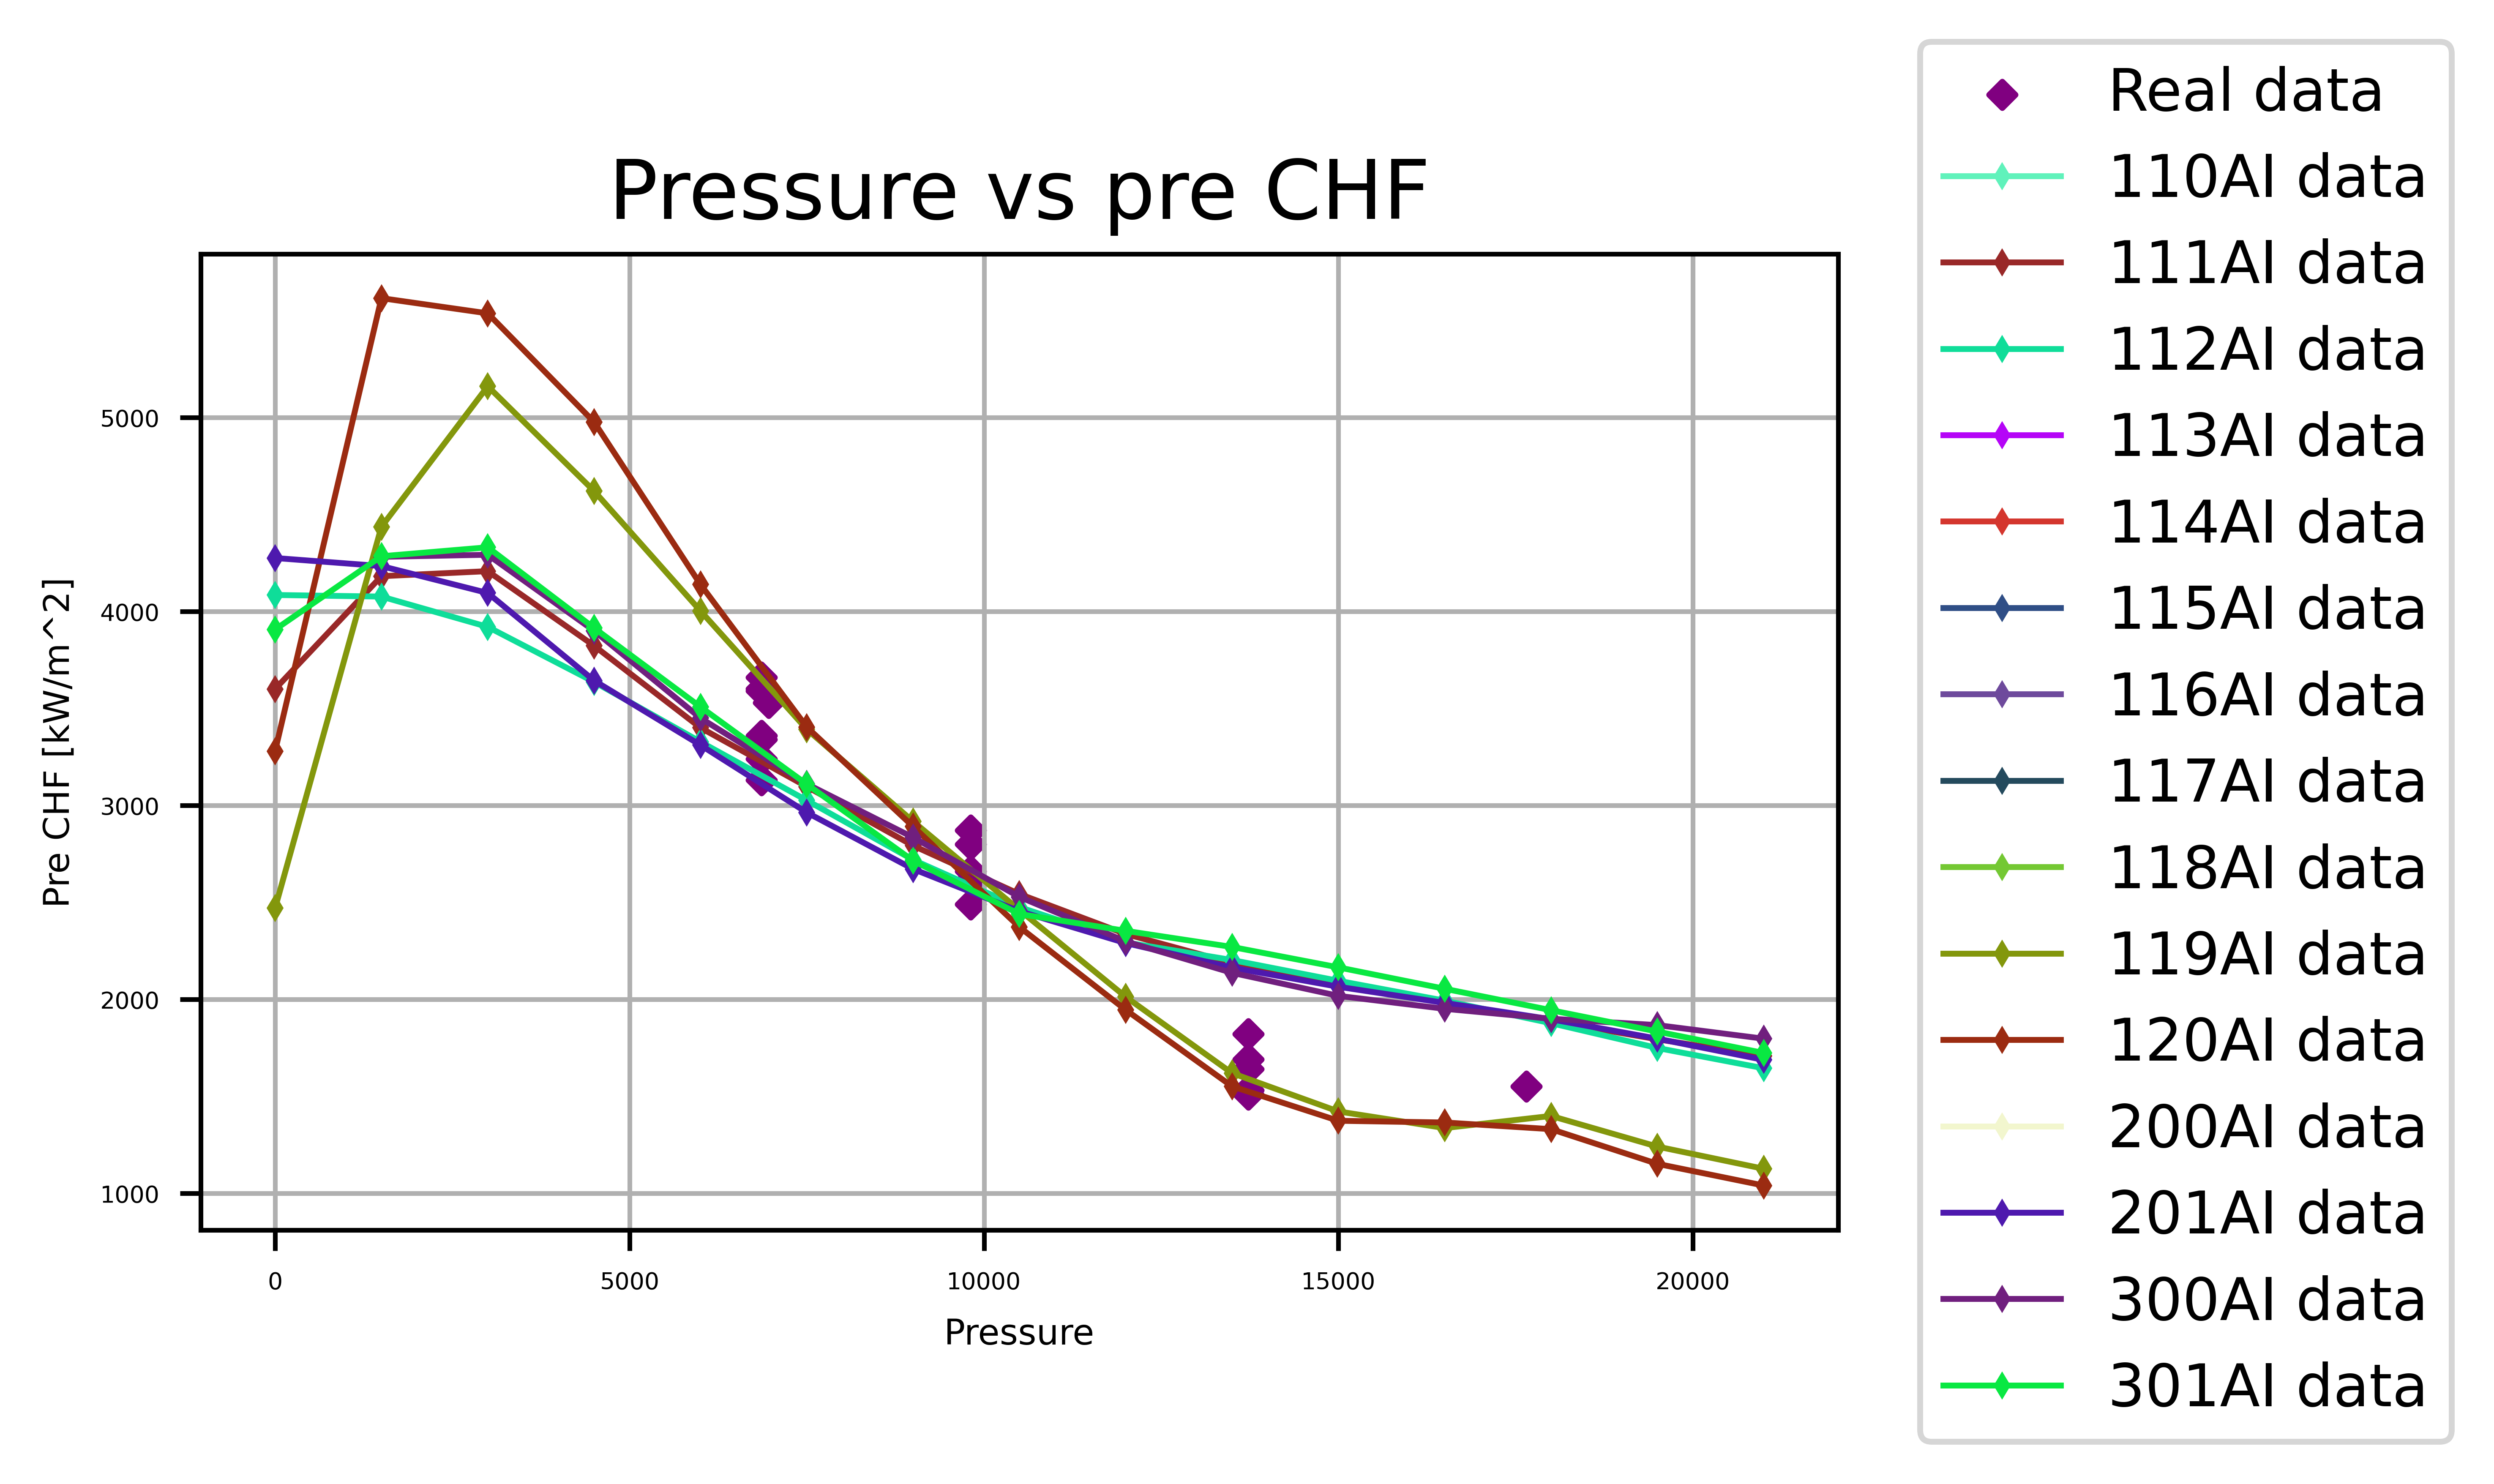 Pressure vs pre CHF
Pre CHF [kW/m^2]
5000
4000
3000
2000
1000
0
5000
10000
15000
20000
Pressure
Real data
110AI data
111AI data
112AI data
113AI data
114AI data
115AI data
116AI data
117AI data
118AI data
119AI data
120AI data
200AI data
201AI data
300AI data
301AI data